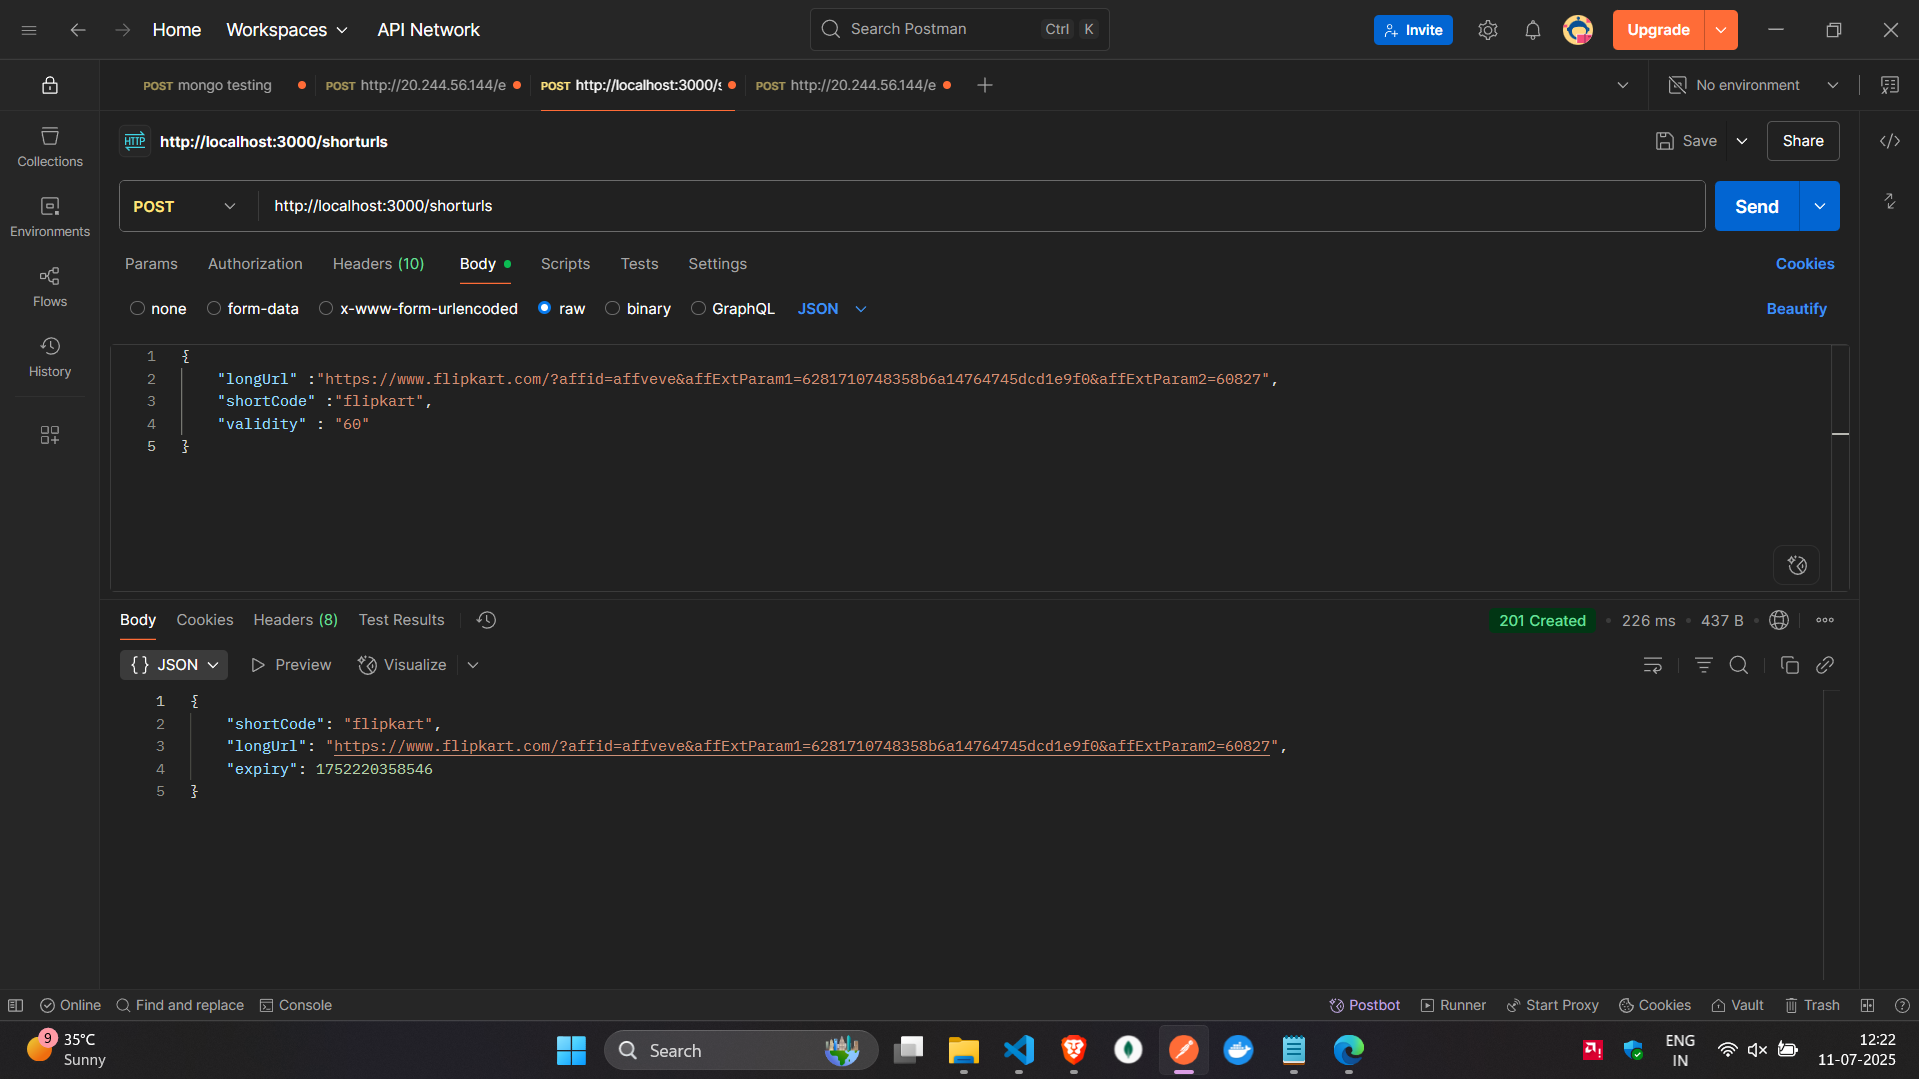 Home Workspaces API Network Search Postman Ctrl K Invite Upgrade
POST mongo testing POST http://20.244.56.144/e POST http://localhost:3000/s POST http://20.244.56.144/e No environment
HTTP http://localhost:3000/shorturls Save Share
POST http://localhost:3000/shorturls Send
Collections
Environments
Flows
History
Params Authorization Headers (10) Body Scripts Tests Settings Cookies
none form-data x-www-form-urlencoded raw binary GraphQL JSON Beautify
1 {
2 "longUrl" :"https://www.flipkart.com/?affid=affveve&affExtParam1=6281710748358b6a14764745dcd1e9f0&affExtParam2=60827",
3 "shortCode" :"flipkart",
4 "validity" : "60"
5 }
Body Cookies Headers (8) Test Results 201 Created 226 ms 437 B
{} JSON Preview Visualize
1 {
2 "shortCode": "flipkart",
3 "longUrl": "https://www.flipkart.com/?affid=affveve&affExtParam1=6281710748358b6a14764745dcd1e9f0&affExtParam2=60827",
4 "expiry": 1752220358546
5 }
Online Find and replace Console Postbot Runner Start Proxy Cookies Vault Trash
9 35°C
Sunny
Search
ENG
IN
12:22
11-07-2025